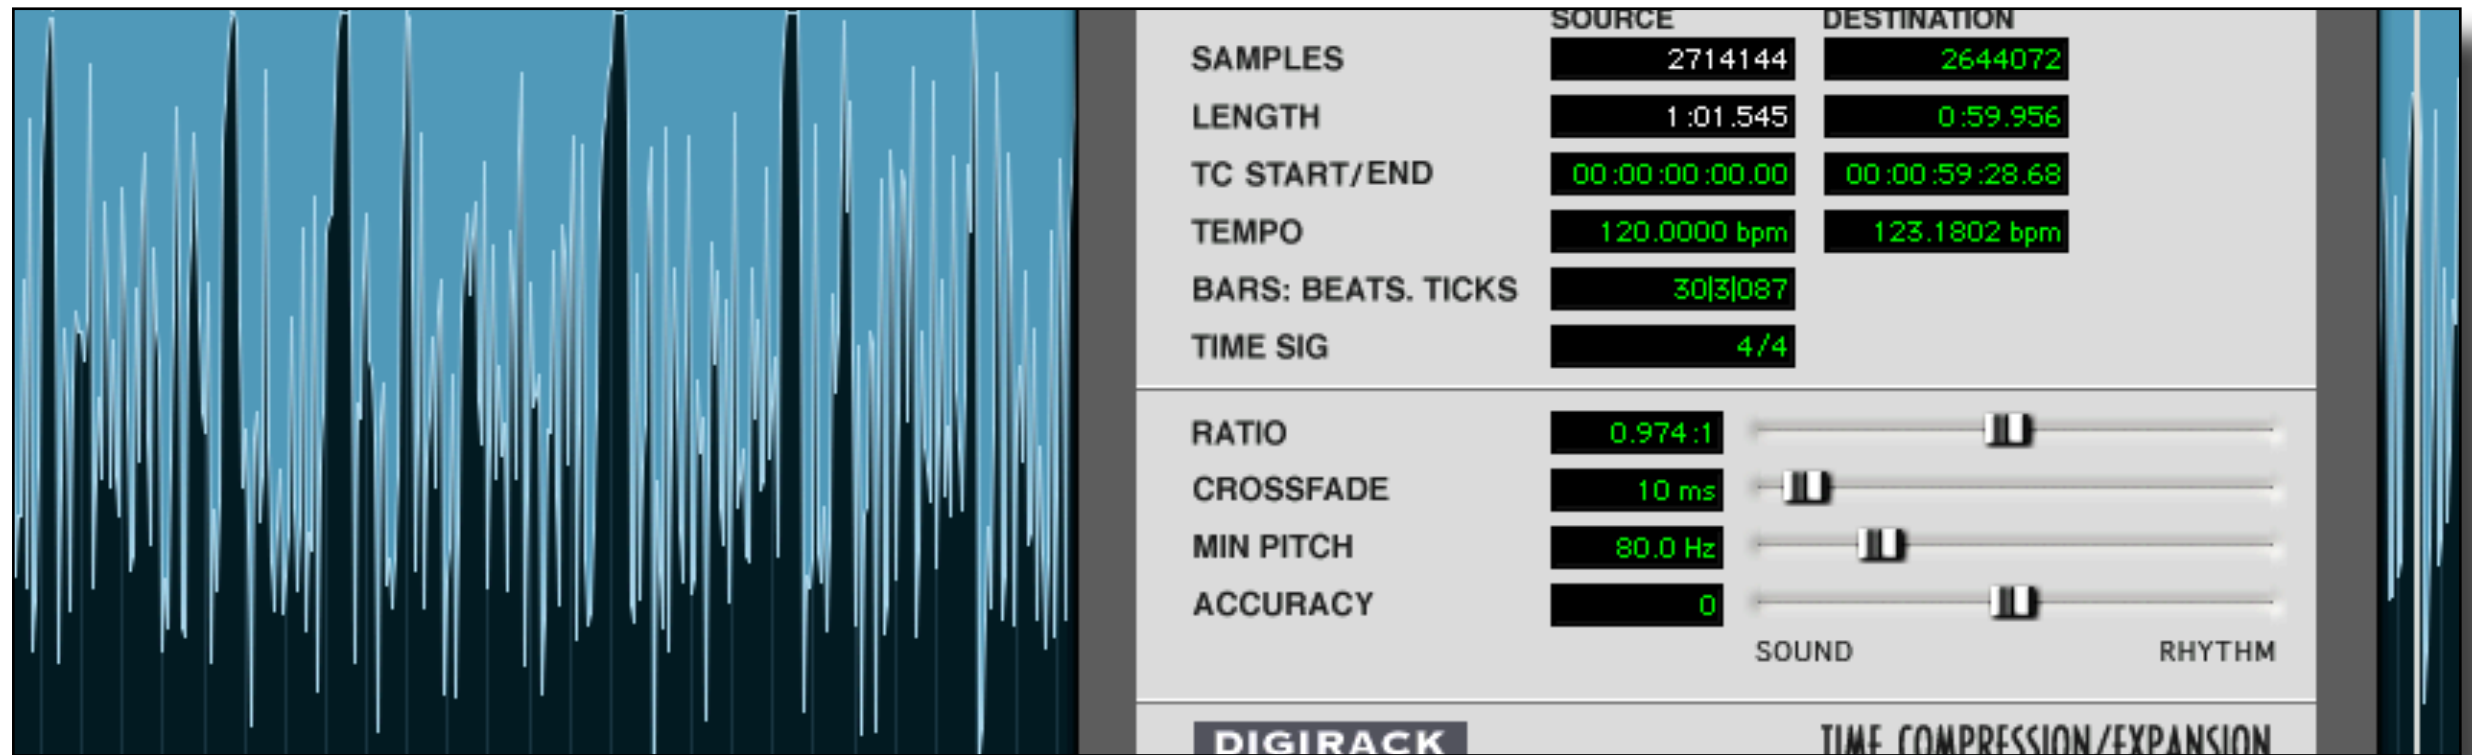 SOURCE DESTINATION
SAMPLES 2714144 2644072
LENGTH 1:01.545 0:59.956
TC START/END 00:00:00:00.00 00:00:59:28.68
TEMPO 120.0000 bpm 123.1802 bpm
BARS: BEATS. TICKS 30|3|087
TIME SIG 4/4
RATIO 0.974:1
CROSSFADE 10 ms
MIN PITCH 80.0 Hz
ACCURACY 0
SOUND RHYTHM
DIGIRACK TIME COMPRESSION/EXPANSION